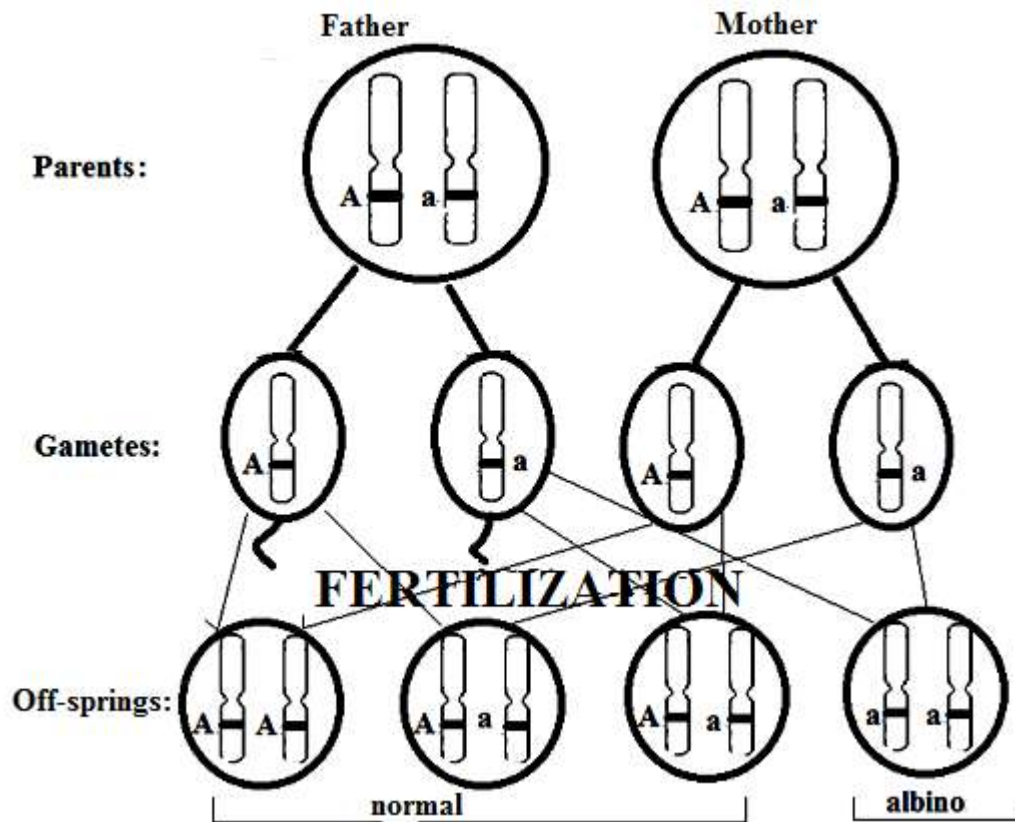 Father Mother
Parents:
A a A a
Gametes:
A a A a
FERTILIZATION
Off-springs:
A A A a A a a a
normal albino